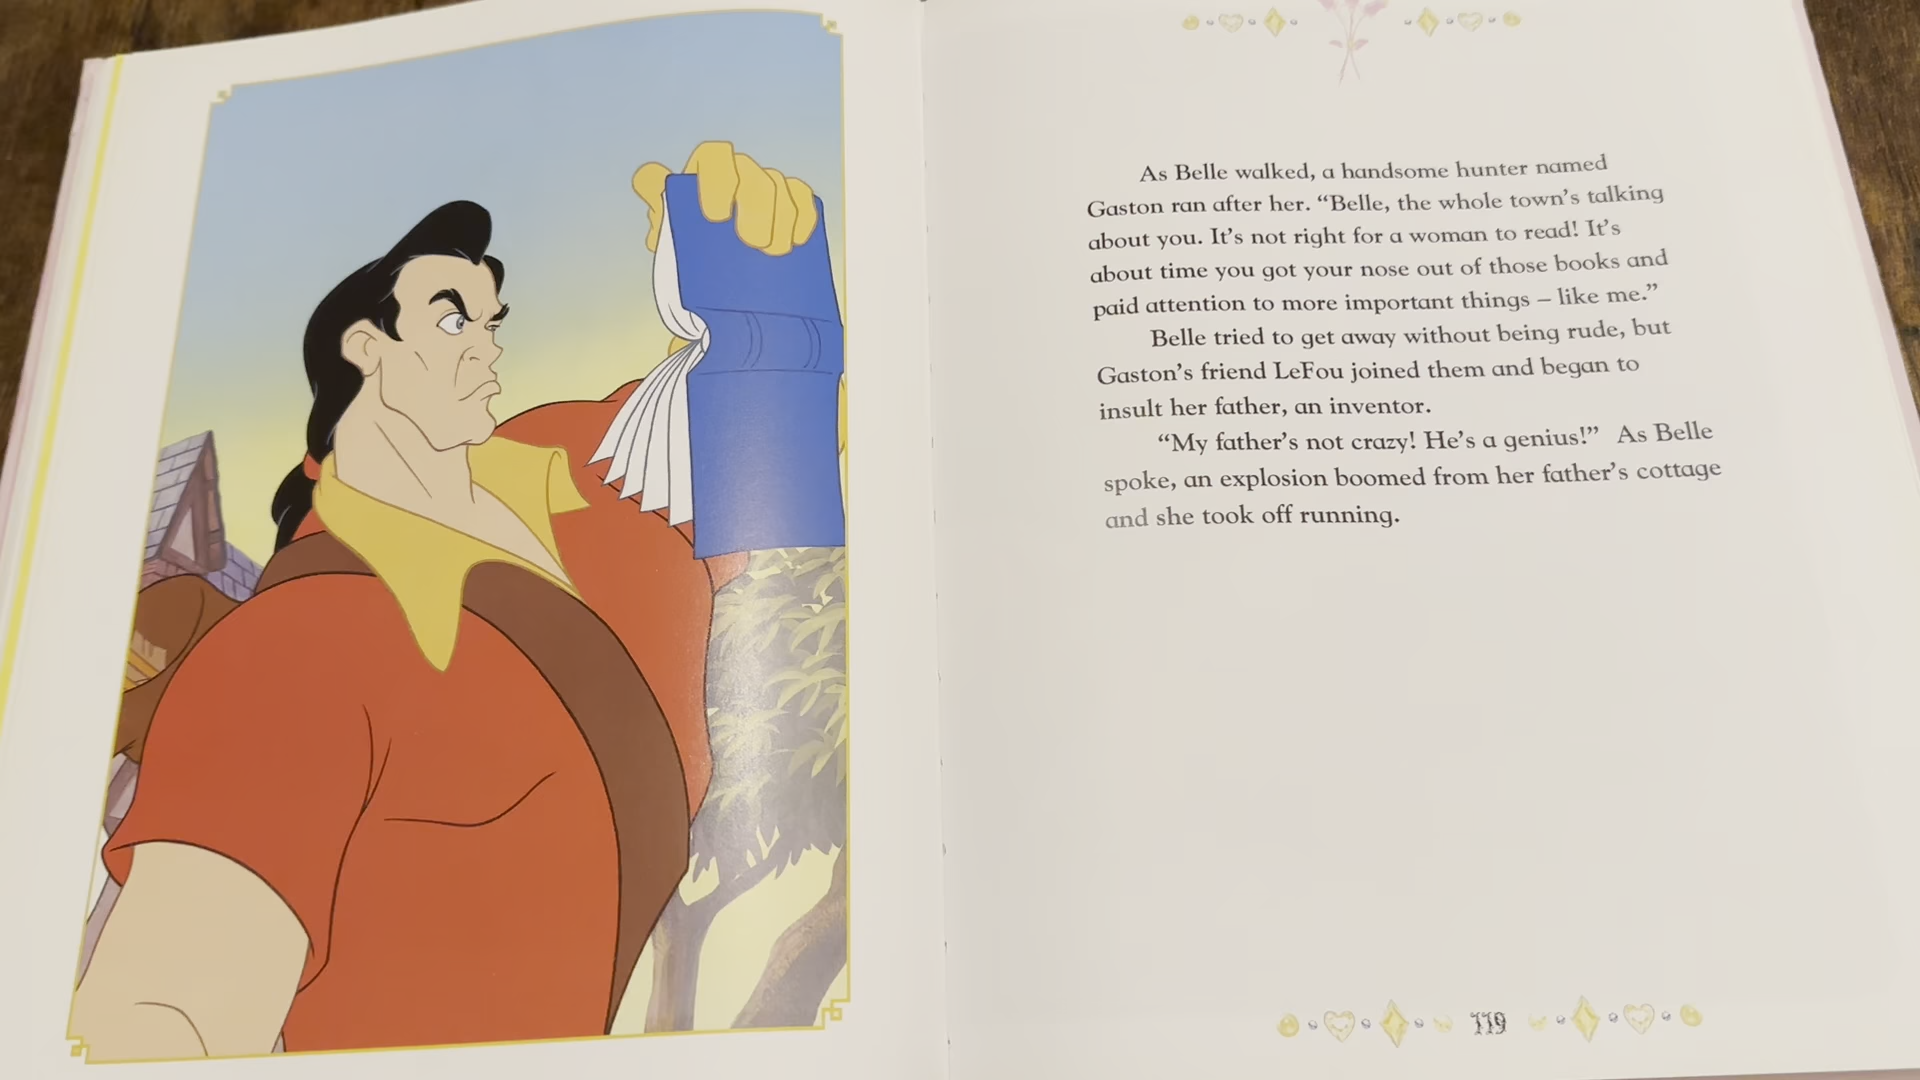 As Belle walked, a handsome hunter named
Gaston ran after her. “Belle, the whole town’s talking
about you. It’s not right for a woman to read! It’s
about time you got your nose out of those books and
paid attention to more important things – like me.”
Belle tried to get away without being rude, but
Gaston’s friend LeFou joined them and began to
insult her father, an inventor.
“My father’s not crazy! He’s a genius!” As Belle
spoke, an explosion boomed from her father’s cottage
and she took off running.
119